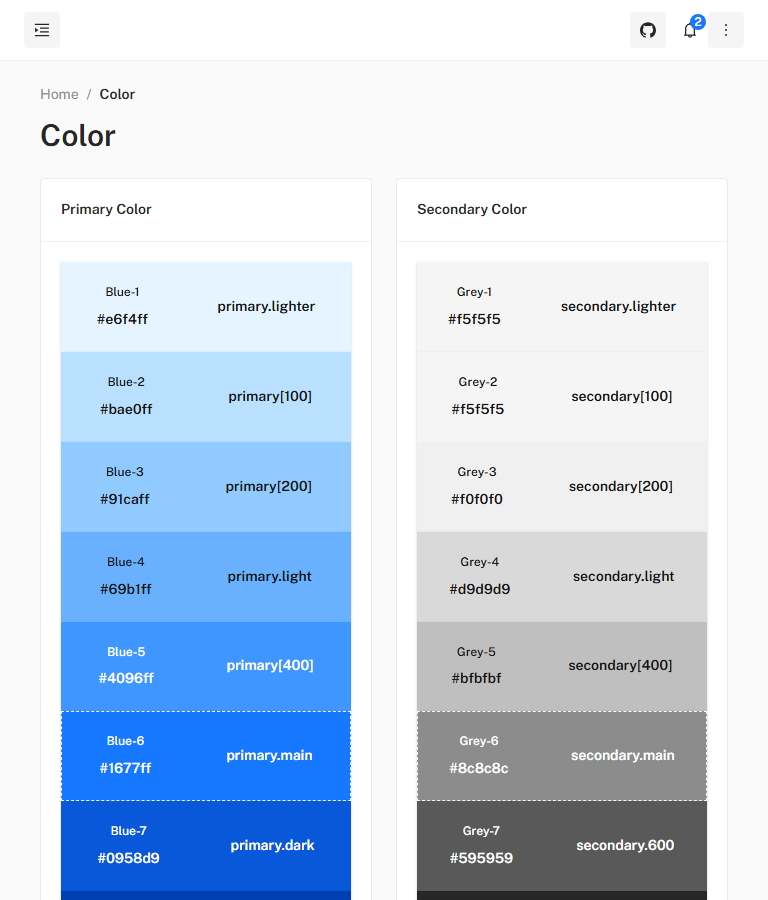 2
Home / Color
Color
Primary Color
Blue-1
#e6f4ff
primary.lighter
Blue-2
#bae0ff
primary[100]
Blue-3
#91caff
primary[200]
Blue-4
#69b1ff
primary.light
Blue-5
#4096ff
primary[400]
Blue-6
#1677ff
primary.main
Blue-7
#0958d9
primary.dark
Secondary Color
Grey-1
#f5f5f5
secondary.lighter
Grey-2
#f5f5f5
secondary[100]
Grey-3
#f0f0f0
secondary[200]
Grey-4
#d9d9d9
secondary.light
Grey-5
#bfbfbf
secondary[400]
Grey-6
#8c8c8c
secondary.main
Grey-7
#595959
secondary.600